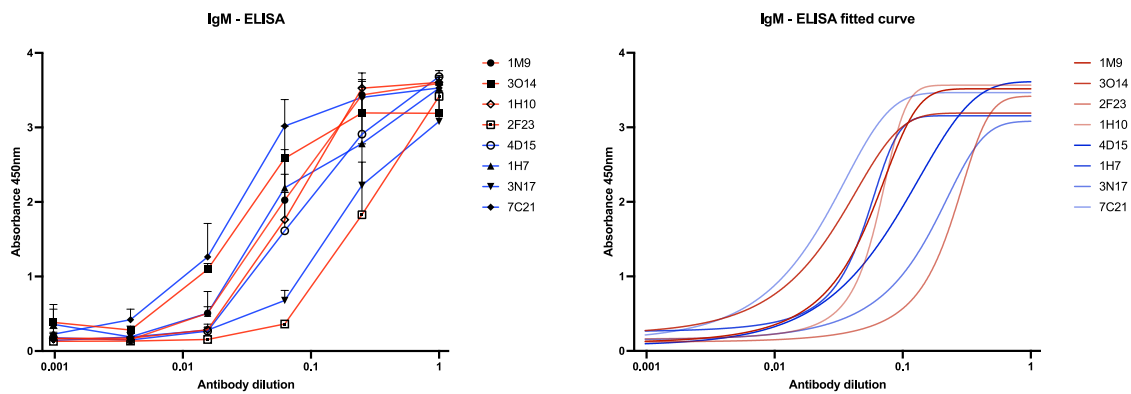 IgM - ELISA
Absorbance 450nm
4
3
2
1
0
0.001
0.01
0.1
1
Antibody dilution
1M9
3O14
1H10
2F23
4D15
1H7
3N17
7C21
IgM - ELISA fitted curve
Absorbance 450nm
4
3
2
1
0
0.001
0.01
0.1
1
Antibody dilution
1M9
3O14
2F23
1H10
4D15
1H7
3N17
7C21